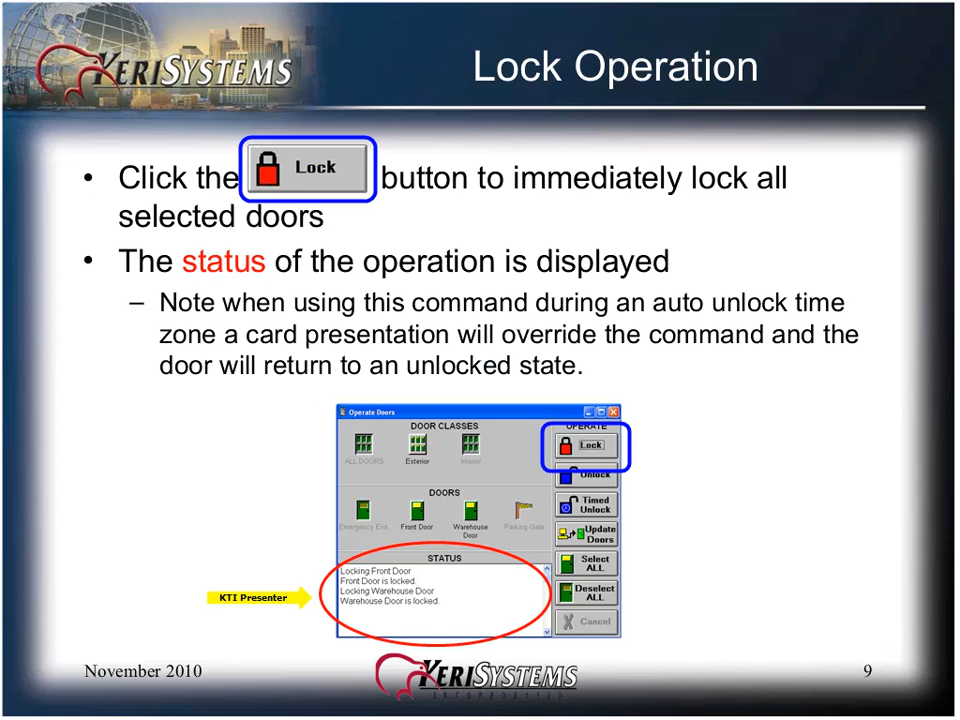 KERISYSTEMS
Lock Operation
• Click the Lock button to immediately lock all
selected doors
• The status of the operation is displayed
– Note when using this command during an auto unlock time
zone a card presentation will override the command and the
door will return to an unlocked state.
Operate Doors
DOOR CLASSES
OPERATE
ALL DOORS Exterior Interior
Lock
Unlock
DOORS
Timed
Unlock
Emergency Exit Front Door Warehouse
Door
Parking Gate
Update
Doors
STATUS
Select
ALL
Locking Front Door
Front Door is locked.
Locking Warehouse Door
Warehouse Door is locked.
Deselect
ALL
Cancel
KTI Presenter
November 2010
KERISYSTEMS
INCORPORATED
9